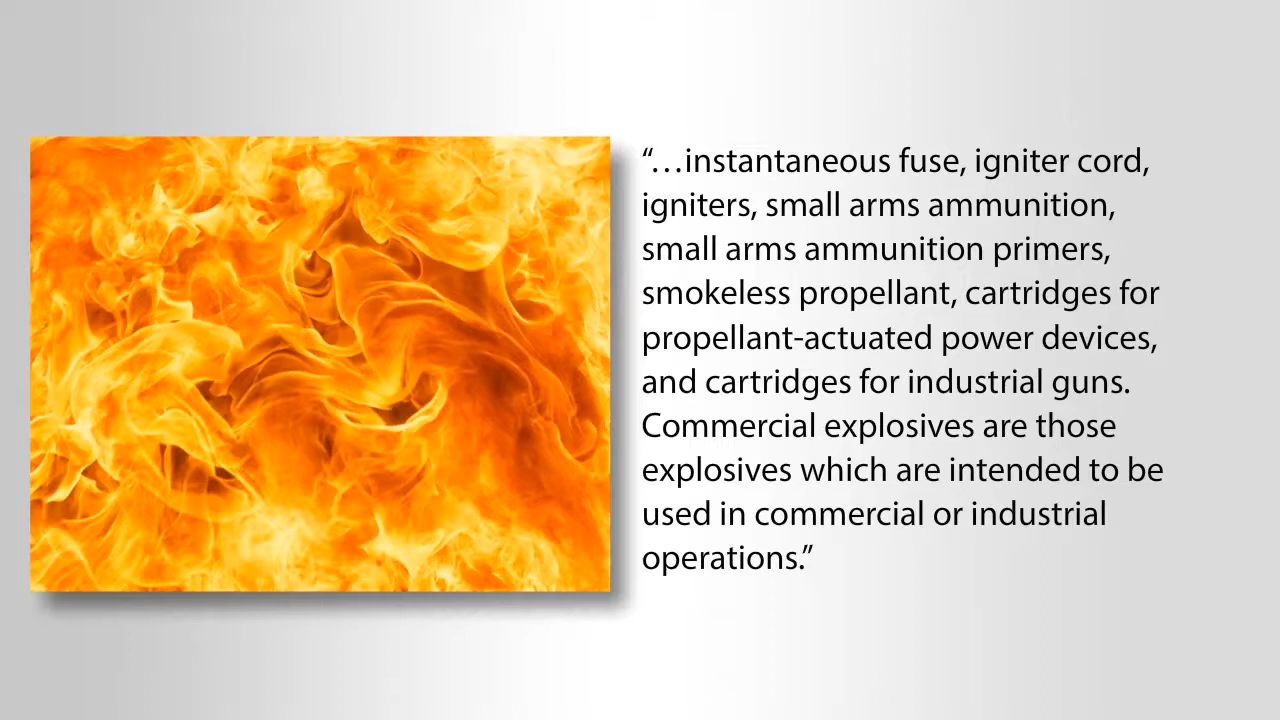 “…instantaneous fuse, igniter cord,
igniters, small arms ammunition,
small arms ammunition primers,
smokeless propellant, cartridges for
propellant-actuated power devices,
and cartridges for industrial guns.
Commercial explosives are those
explosives which are intended to be
used in commercial or industrial
operations.”